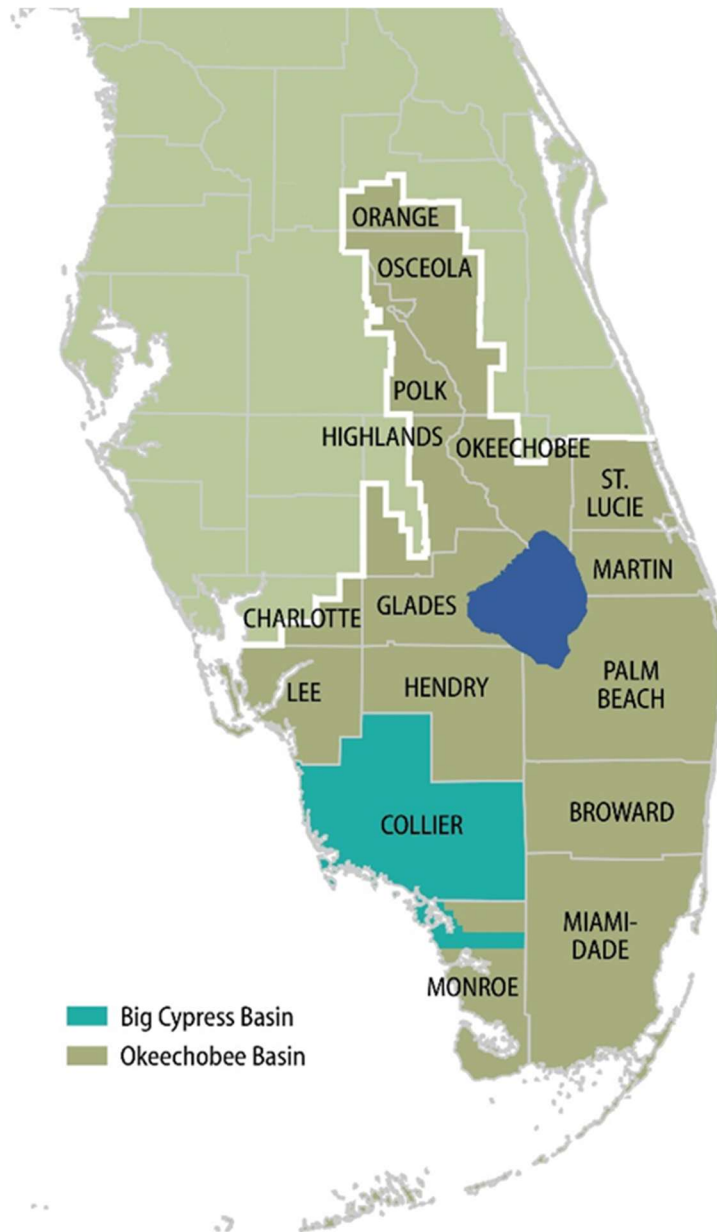 ORANGE
OSCEOLA
POLK
HIGHLANDS
OKEECHOBEE
ST.
LUCIE
MARTIN
CHARLOTTE
GLADES
PALM
BEACH
LEE
HENDRY
COLLIER
BROWARD
MIAMI-
DADE
MONROE
Big Cypress Basin
Okeechobee Basin